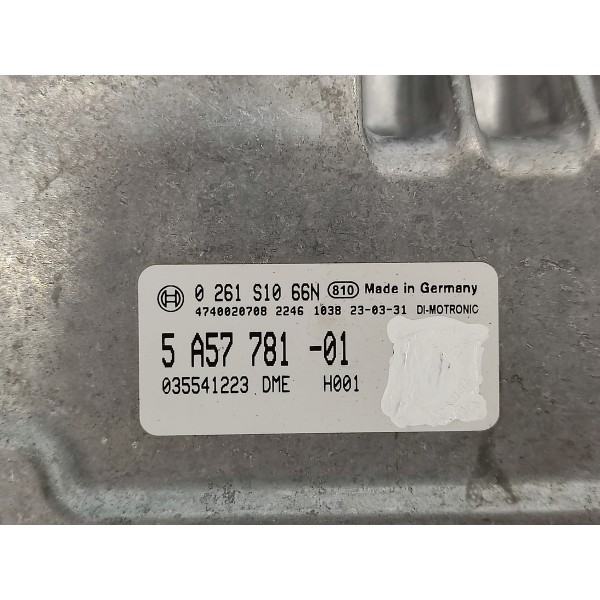 0 261 S10 66N 810 Made in Germany
4740020708 2246 1038 23-03-31 DI-MOTRONIC
5 A57 781 -01
035541223 DME H001